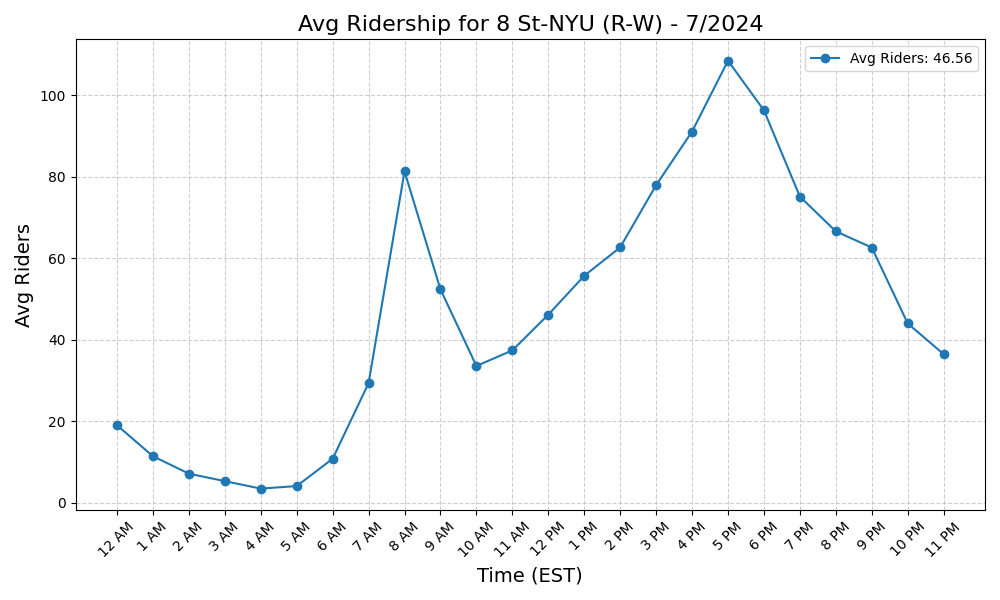 Avg Ridership for 8 St-NYU (R-W) - 7/2024
Avg Riders: 46.56
Avg Riders
100
80
60
40
20
0
12 AM
1 AM
2 AM
3 AM
4 AM
5 AM
6 AM
7 AM
8 AM
9 AM
10 AM
11 AM
12 PM
1 PM
2 PM
3 PM
4 PM
5 PM
6 PM
7 PM
8 PM
9 PM
10 PM
11 PM
Time (EST)